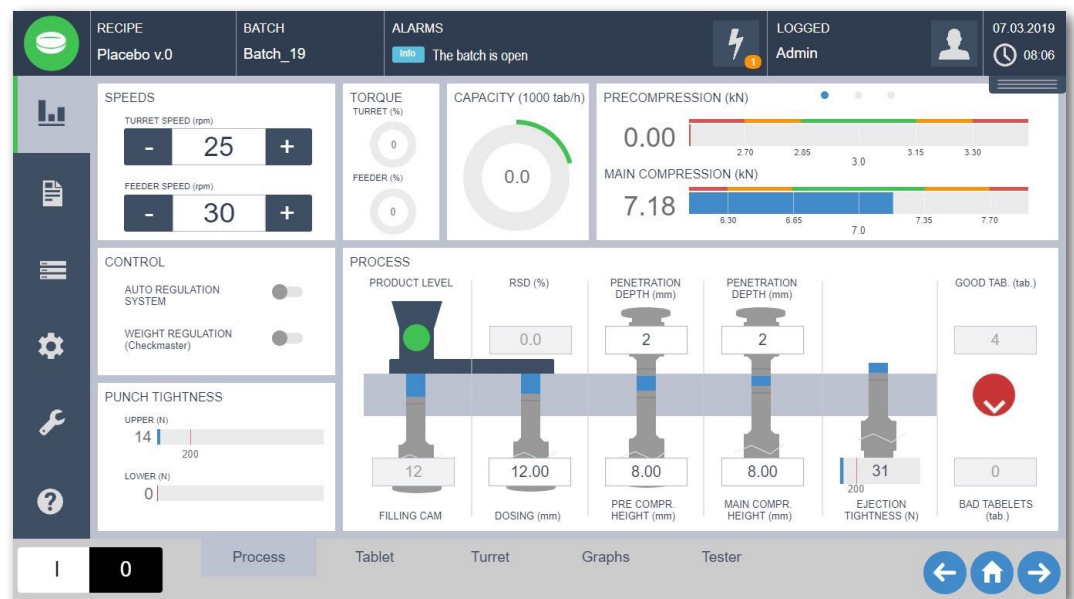 RECIPE
Placebo v.0
BATCH
Batch_19
ALARMS
Info The batch is open
1
LOGGED
Admin
07.03.2019
08:06
SPEEDS
TURRET SPEED (rpm)
- 25 +
FEEDER SPEED (rpm)
- 30 +
TORQUE
TURRET (%)
0
FEEDER (%)
0
CAPACITY (1000 tab/h)
0.0
PRECOMPRESSION (kN)
0.00
2.70 2.85 3.0 3.15 3.30
MAIN COMPRESSION (kN)
7.18
6.30 6.65 7.0 7.35 7.70
CONTROL
AUTO REGULATION
SYSTEM
WEIGHT REGULATION
(Checkmaster)
PUNCH TIGHTNESS
UPPER (N)
14
200
LOWER (N)
0
PROCESS
PRODUCT LEVEL
12
FILLING CAM
RSD (%)
0.0
12.00
DOSING (mm)
PENETRATION
DEPTH (mm)
2
8.00
PRE COMPR.
HEIGHT (mm)
PENETRATION
DEPTH (mm)
2
8.00
MAIN COMPR.
HEIGHT (mm)
31
200
EJECTION
TIGHTNESS (N)
GOOD TAB. (tab.)
4
0
BAD TABELETS
(tab.)
I 0
Process Tablet Turret Graphs Tester